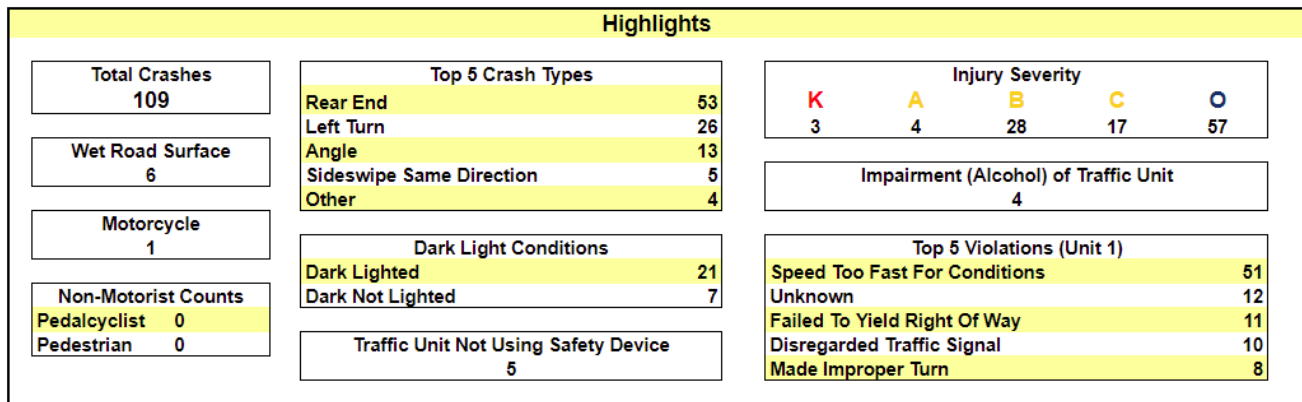 Highlights
Total Crashes
109
Wet Road Surface
6
Motorcycle
1
Non-Motorist Counts
Pedalcyclist 0
Pedestrian 0
Top 5 Crash Types
Rear End 53
Left Turn 26
Angle 13
Sideswipe Same Direction 5
Other 4
Dark Light Conditions
Dark Lighted 21
Dark Not Lighted 7
Traffic Unit Not Using Safety Device
5
Injury Severity
K A B C O
3 4 28 17 57
Impairment (Alcohol) of Traffic Unit
4
Top 5 Violations (Unit 1)
Speed Too Fast For Conditions 51
Unknown 12
Failed To Yield Right Of Way 11
Disregarded Traffic Signal 10
Made Improper Turn 8